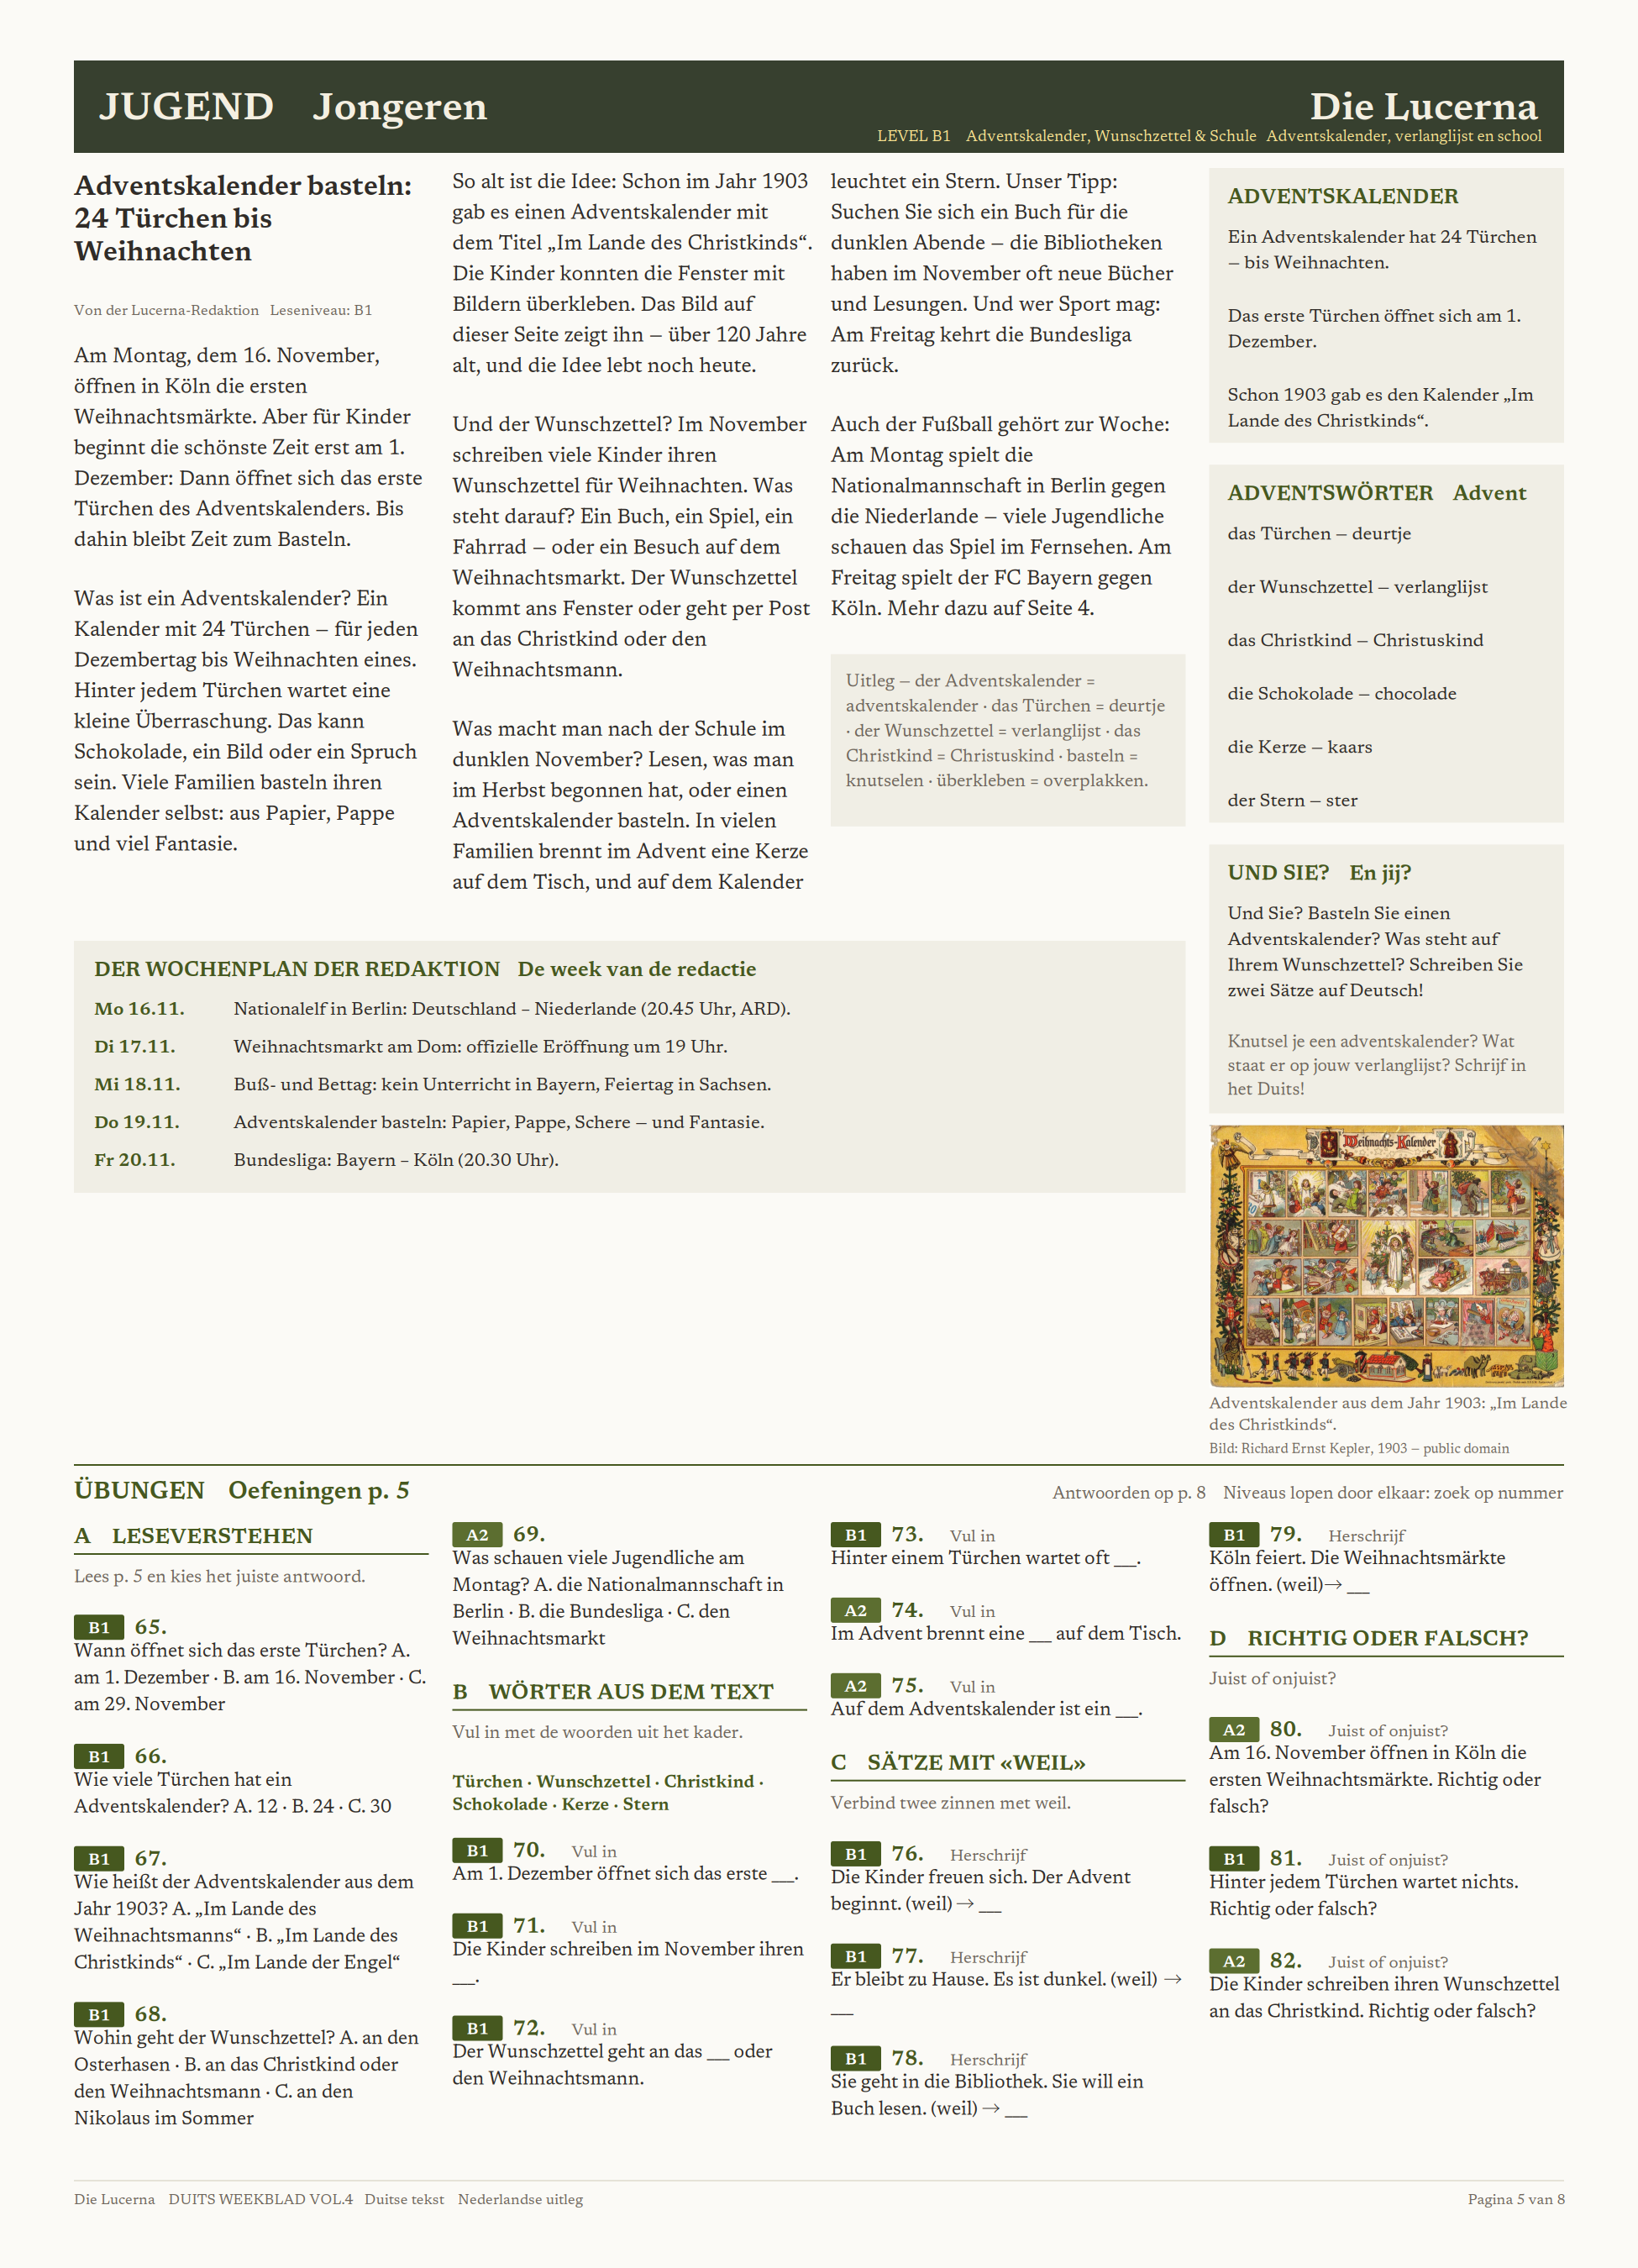 JUGEND Jongeren
Die Lucerna
LEVEL B1 Adventskalender, Wunschzettel & Schule Adventskalender, verlanglijst en school
Adventskalender basteln:
24 Türchen bis
Weihnachten
Von der Lucerna-Redaktion Leseniveau: B1
Am Montag, dem 16. November,
öffnen in Köln die ersten
Weihnachtsmärkte. Aber für Kinder
beginnt die schönste Zeit erst am 1.
Dezember: Dann öffnet sich das erste
Türchen des Adventskalenders. Bis
dahin bleibt Zeit zum Basteln.
Was ist ein Adventskalender? Ein
Kalender mit 24 Türchen – für jeden
Dezembertag bis Weihnachten eines.
Hinter jedem Türchen wartet eine
kleine Überraschung. Das kann
Schokolade, ein Bild oder ein Spruch
sein. Viele Familien basteln ihren
Kalender selbst: aus Papier, Pappe
und viel Fantasie.
So alt ist die Idee: Schon im Jahr 1903
gab es einen Adventskalender mit
dem Titel „Im Lande des Christkinds“.
Die Kinder konnten die Fenster mit
Bildern überkleben. Das Bild auf
dieser Seite zeigt ihn – über 120 Jahre
alt, und die Idee lebt noch heute.
Und der Wunschzettel? Im November
schreiben viele Kinder ihren
Wunschzettel für Weihnachten. Was
steht darauf? Ein Buch, ein Spiel, ein
Fahrrad – oder ein Besuch auf dem
Weihnachtsmarkt. Der Wunschzettel
kommt ans Fenster oder geht per Post
an das Christkind oder den
Weihnachtsmann.
Was macht man nach der Schule im
dunklen November? Lesen, was man
im Herbst begonnen hat, oder einen
Adventskalender basteln. In vielen
Familien brennt im Advent eine Kerze
auf dem Tisch, und auf dem Kalender
leuchtet ein Stern. Unser Tipp:
Suchen Sie sich ein Buch für die
dunklen Abende – die Bibliotheken
haben im November oft neue Bücher
und Lesungen. Und wer Sport mag:
Am Freitag kehrt die Bundesliga
zurück.
Auch der Fußball gehört zur Woche:
Am Montag spielt die
Nationalmannschaft in Berlin gegen
die Niederlande – viele Jugendliche
schauen das Spiel im Fernsehen. Am
Freitag spielt der FC Bayern gegen
Köln. Mehr dazu auf Seite 4.
Uitleg – der Adventskalender =
adventskalender · das Türchen = deurtje
· der Wunschzettel = verlanglijst · das
Christkind = Christuskind · basteln =
knutselen · überkleben = overplakken.
ADVENTSKALENDER
Ein Adventskalender hat 24 Türchen
– bis Weihnachten.
Das erste Türchen öffnet sich am 1.
Dezember.
Schon 1903 gab es den Kalender „Im
Lande des Christkinds“.
ADVENTSWÖRTER Advent
das Türchen – deurtje
der Wunschzettel – verlanglijst
das Christkind – Christuskind
die Schokolade – chocolade
die Kerze – kaars
der Stern – ster
UND SIE? En jij?
Und Sie? Basteln Sie einen
Adventskalender? Was steht auf
Ihrem Wunschzettel? Schreiben Sie
zwei Sätze auf Deutsch!
Knutsel je een adventskalender? Wat
staat er op jouw verlanglijst? Schrijf in
het Duits!
Weihnachts-Kalender
Adventskalender aus dem Jahr 1903: „Im Lande
des Christkinds“.
Bild: Richard Ernst Kepler, 1903 – public domain
DER WOCHENPLAN DER REDAKTION De week van de redactie
Mo 16.11. Nationalelf in Berlin: Deutschland – Niederlande (20.45 Uhr, ARD).
Di 17.11. Weihnachtsmarkt am Dom: offizielle Eröffnung um 19 Uhr.
Mi 18.11. Buß- und Bettag: kein Unterricht in Bayern, Feiertag in Sachsen.
Do 19.11. Adventskalender basteln: Papier, Pappe, Schere – und Fantasie.
Fr 20.11. Bundesliga: Bayern – Köln (20.30 Uhr).
ÜBUNGEN Oefeningen p. 5
Antwoorden op p. 8 Niveaus lopen door elkaar: zoek op nummer
A LESEVERSTEHEN
Lees p. 5 en kies het juiste antwoord.
B1 65.
Wann öffnet sich das erste Türchen? A.
am 1. Dezember · B. am 16. November · C.
am 29. November
B1 66.
Wie viele Türchen hat ein
Adventskalender? A. 12 · B. 24 · C. 30
B1 67.
Wie heißt der Adventskalender aus dem
Jahr 1903? A. „Im Lande des
Weihnachtsmanns“ · B. „Im Lande des
Christkinds“ · C. „Im Lande der Engel“
B1 68.
Wohin geht der Wunschzettel? A. an den
Osterhasen · B. an das Christkind oder
den Weihnachtsmann · C. an den
Nikolaus im Sommer
A2 69.
Was schauen viele Jugendliche am
Montag? A. die Nationalmannschaft in
Berlin · B. die Bundesliga · C. den
Weihnachtsmarkt
B WÖRTER AUS DEM TEXT
Vul in met de woorden uit het kader.
Türchen · Wunschzettel · Christkind ·
Schokolade · Kerze · Stern
B1 70. Vul in
Am 1. Dezember öffnet sich das erste ___.
B1 71. Vul in
Die Kinder schreiben im November ihren
___.
B1 72. Vul in
Der Wunschzettel geht an das ___ oder
den Weihnachtsmann.
B1 73. Vul in
Hinter einem Türchen wartet oft ___.
A2 74. Vul in
Im Advent brennt eine ___ auf dem Tisch.
A2 75. Vul in
Auf dem Adventskalender ist ein ___.
C SÄTZE MIT «WEIL»
Verbind twee zinnen met weil.
B1 76. Herschrijf
Die Kinder freuen sich. Der Advent
beginnt. (weil) → ___
B1 77. Herschrijf
Er bleibt zu Hause. Es ist dunkel. (weil) →
___
B1 78. Herschrijf
Sie geht in die Bibliothek. Sie will ein
Buch lesen. (weil) → ___
B1 79. Herschrijf
Köln feiert. Die Weihnachtsmärkte
öffnen. (weil)→ ___
D RICHTIG ODER FALSCH?
Juist of onjuist?
A2 80. Juist of onjuist?
Am 16. November öffnen in Köln die
ersten Weihnachtsmärkte. Richtig oder
falsch?
B1 81. Juist of onjuist?
Hinter jedem Türchen wartet nichts.
Richtig oder falsch?
A2 82. Juist of onjuist?
Die Kinder schreiben ihren Wunschzettel
an das Christkind. Richtig oder falsch?
Die Lucerna DUITS WEEKBLAD VOL.4 Duitse tekst Nederlandse uitleg
Pagina 5 van 8